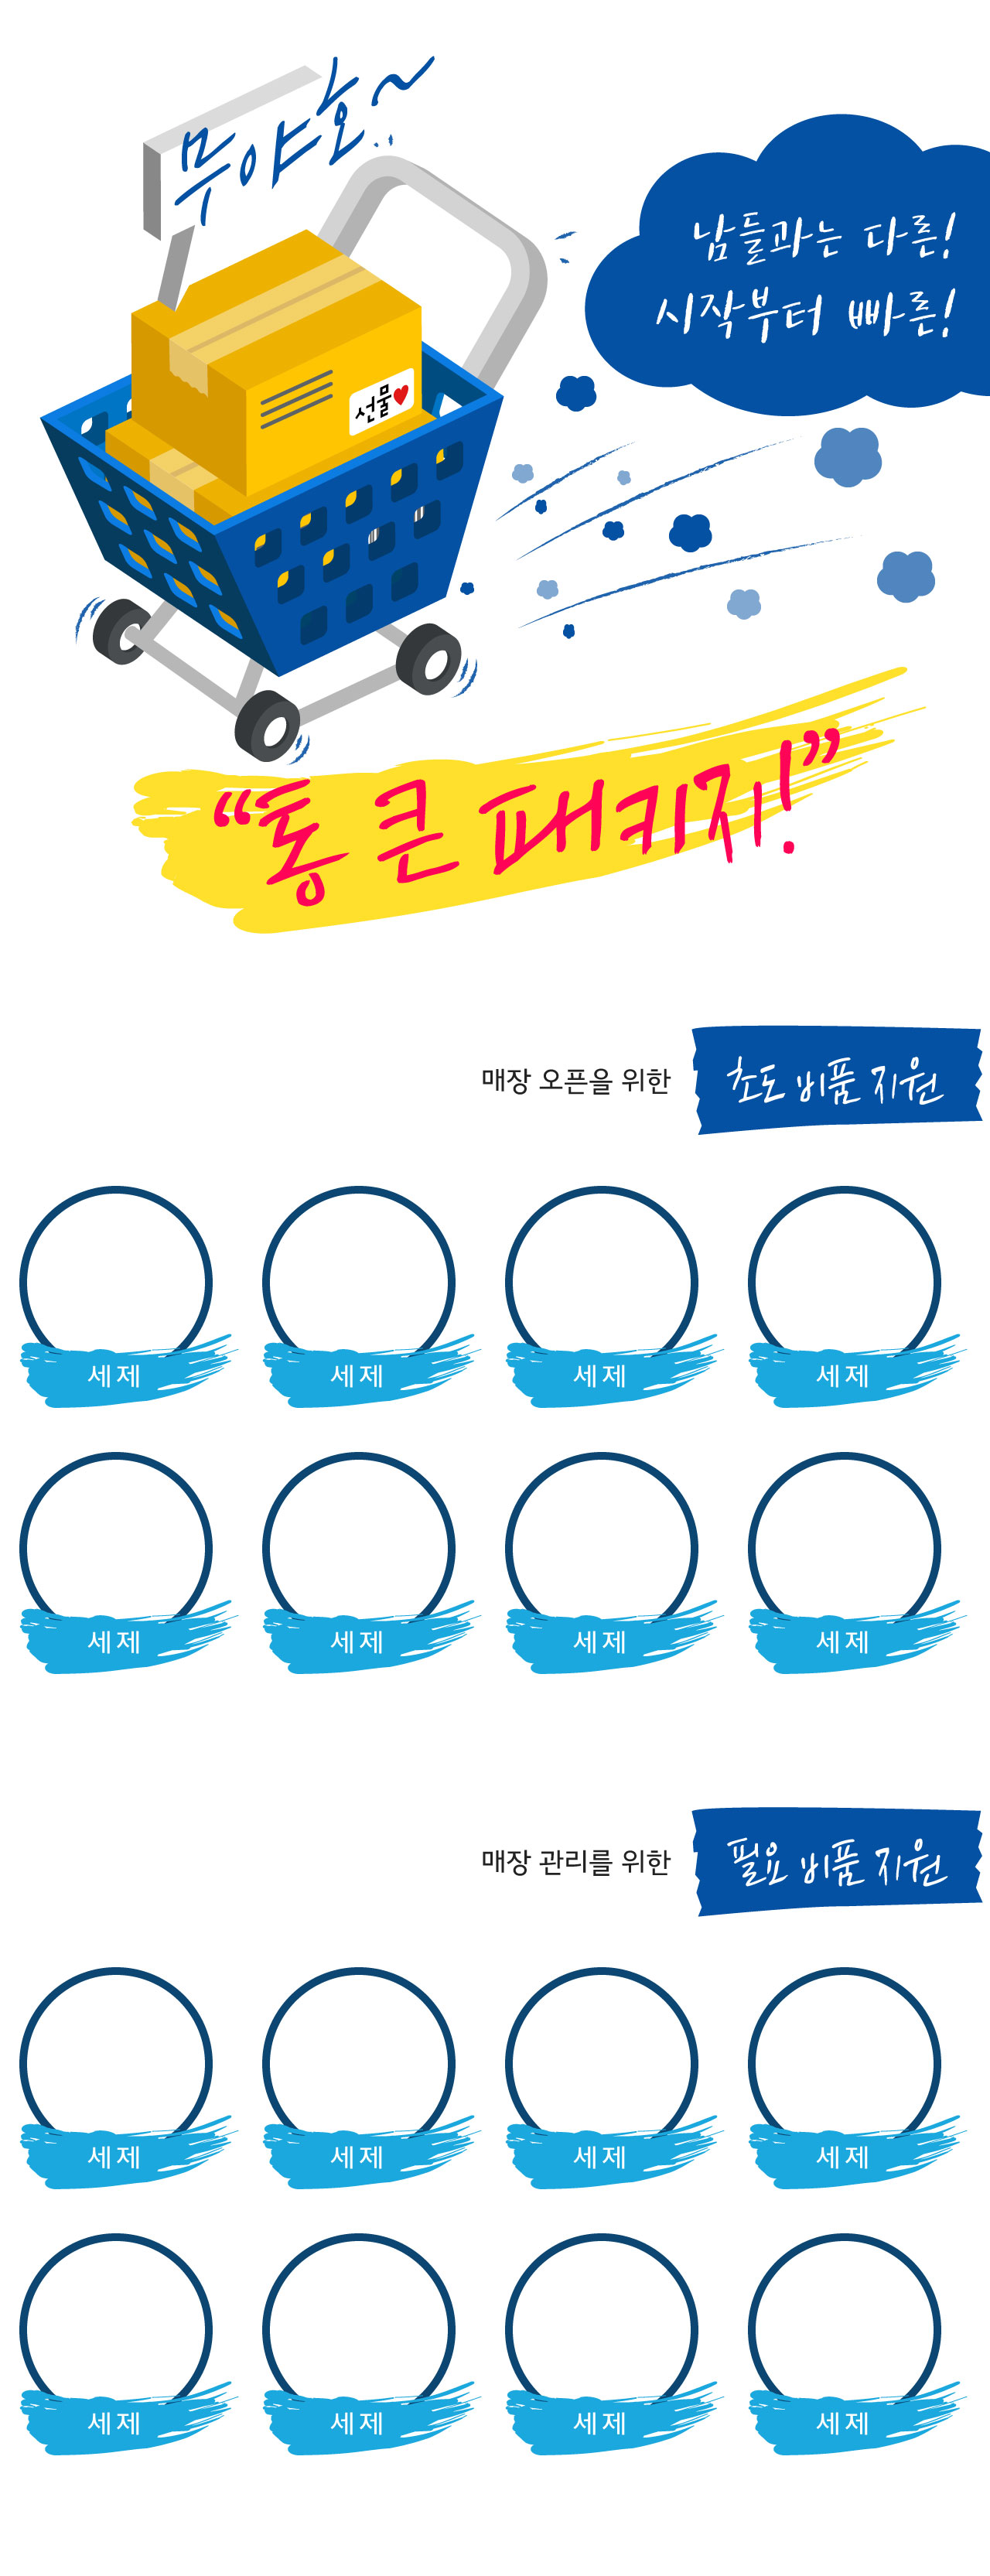 무야호~
남들과는 다른!
시작부터 빠른!
선물
“통 큰 패키지!”
매장 오픈을 위한 초도 비품 지원
세제 세제 세제 세제
세제 세제 세제 세제
매장 관리를 위한 필요 비품 지원
세제 세제 세제 세제
세제 세제 세제 세제